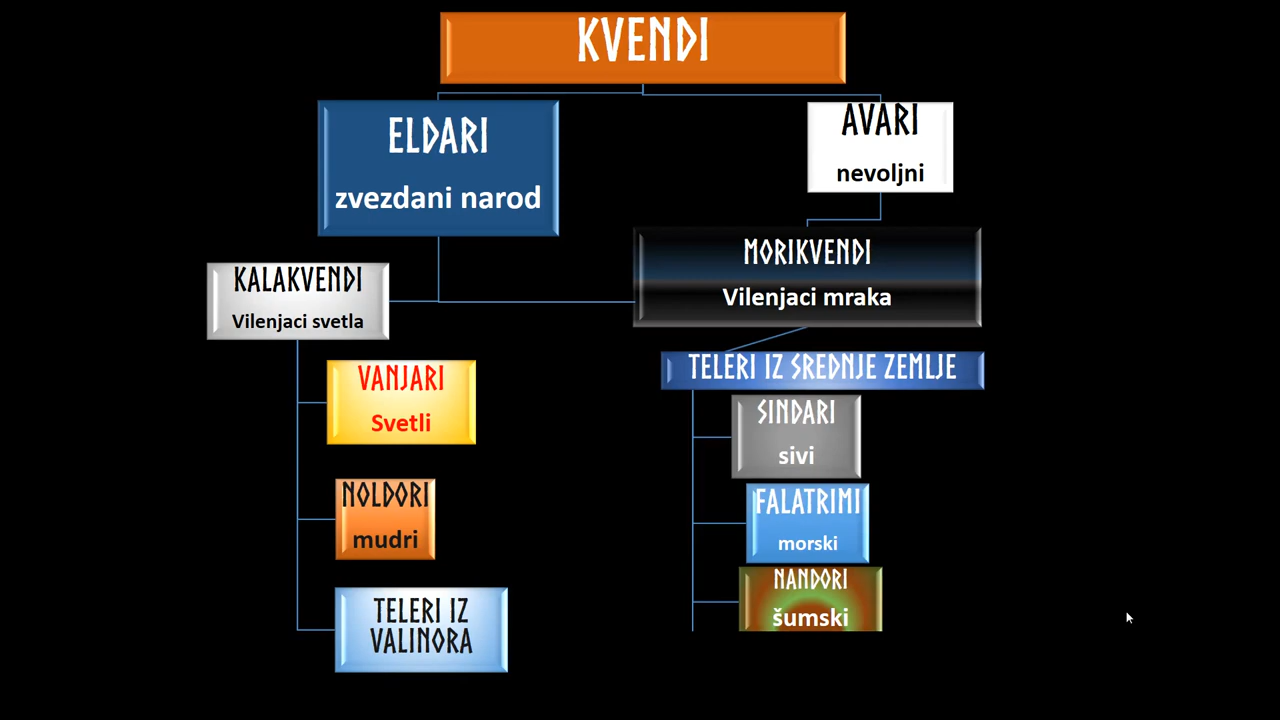 KVENDI
ELDARI
zvezdani narod
AVARI
nevoljni
MORIKVENDI
Vilenjaci mraka
KALAKVENDI
Vilenjaci svetla
VANJARI
Svetli
NOLDORI
mudri
TELERI IZ
VALINORA
TELERI IZ SREDNJE ZEMLJE
SINDARI
sivi
FALATRIMI
morski
NANDORI
šumski